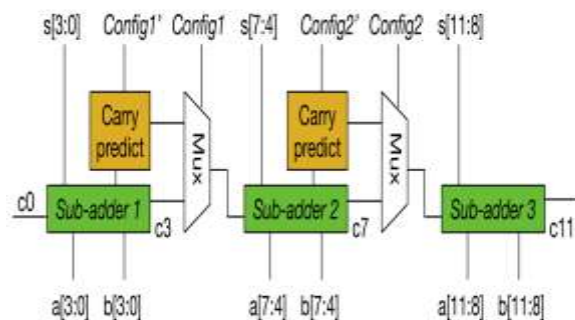 s[3:0] Config1' Config1 s[7:4] Config2' Config2 s[11:8]
Carry predict
Mux
Carry predict
Mux
c0
Sub-adder 1
c3
Sub-adder 2
c7
Sub-adder 3
c11
a[3:0] b[3:0] a[7:4] b[7:4] a[11:8] b[11:8]